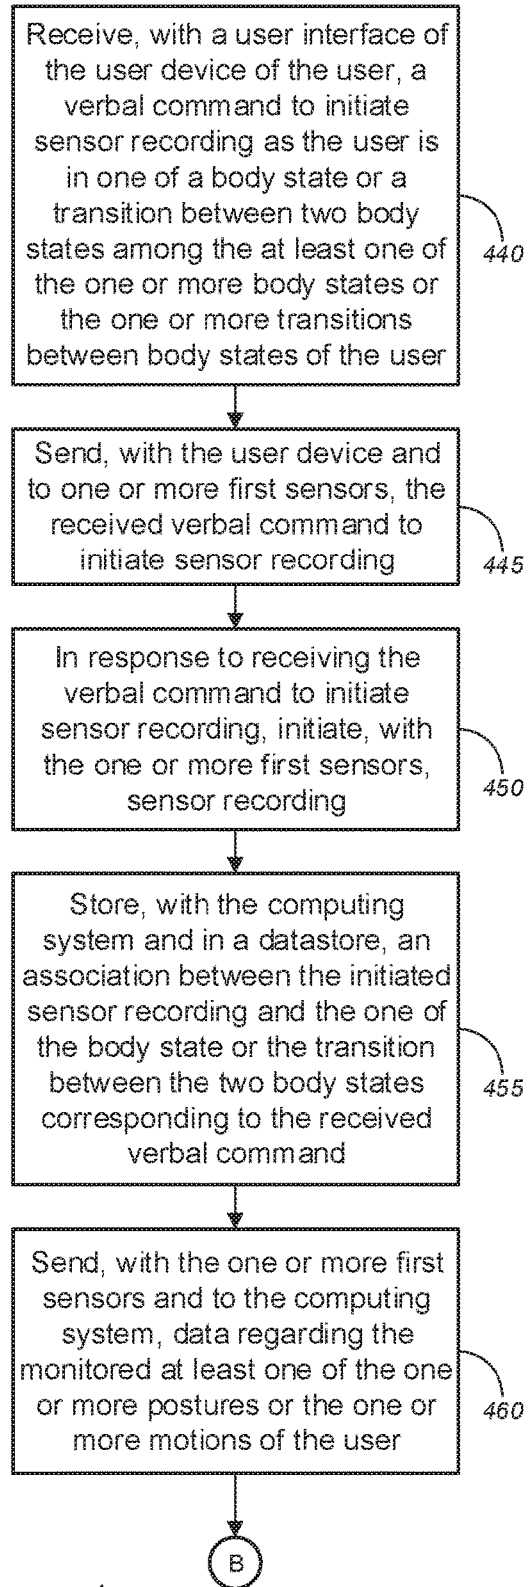 Receive, with a user interface of
the user device of the user, a
verbal command to initiate
sensor recording as the user is
in one of a body state or a
transition between two body
states among the at least one of
the one or more body states or
the one or more transitions
between body states of the user
440
Send, with the user device and
to one or more first sensors, the
received verbal command to
initiate sensor recording
445
In response to receiving the
verbal command to initiate
sensor recording, initiate, with
the one or more first sensors,
sensor recording
450
Store, with the computing
system and in a datastore, an
association between the initiated
sensor recording and the one of
the body state or the transition
between the two body states
corresponding to the received
verbal command
455
Send, with the one or more first
sensors and to the computing
system, data regarding the
monitored at least one of the one
or more postures or the one or
more motions of the user
460
B